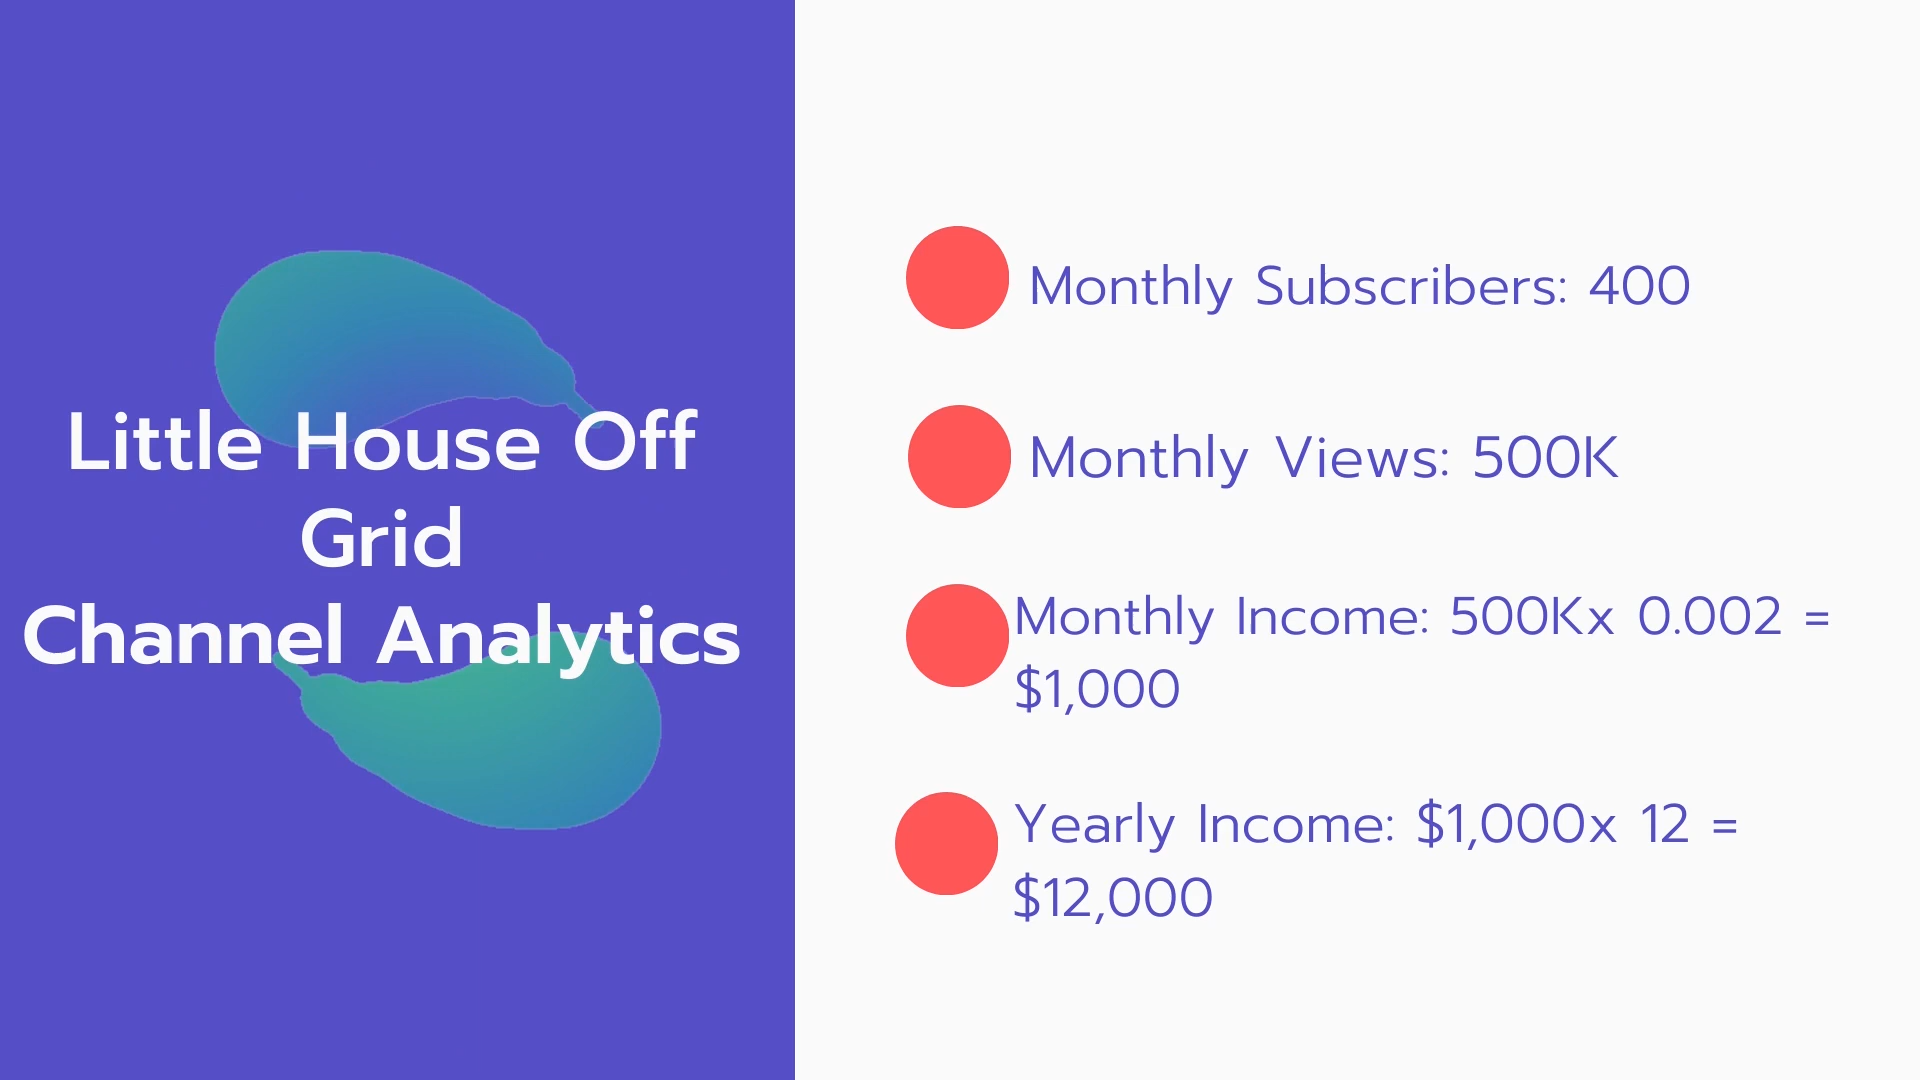 Little House Off
Grid
Channel Analytics
Monthly Subscribers: 400
Monthly Views: 500K
Monthly Income: 500Kx 0.002 =
$1,000
Yearly Income: $1,000x 12 =
$12,000